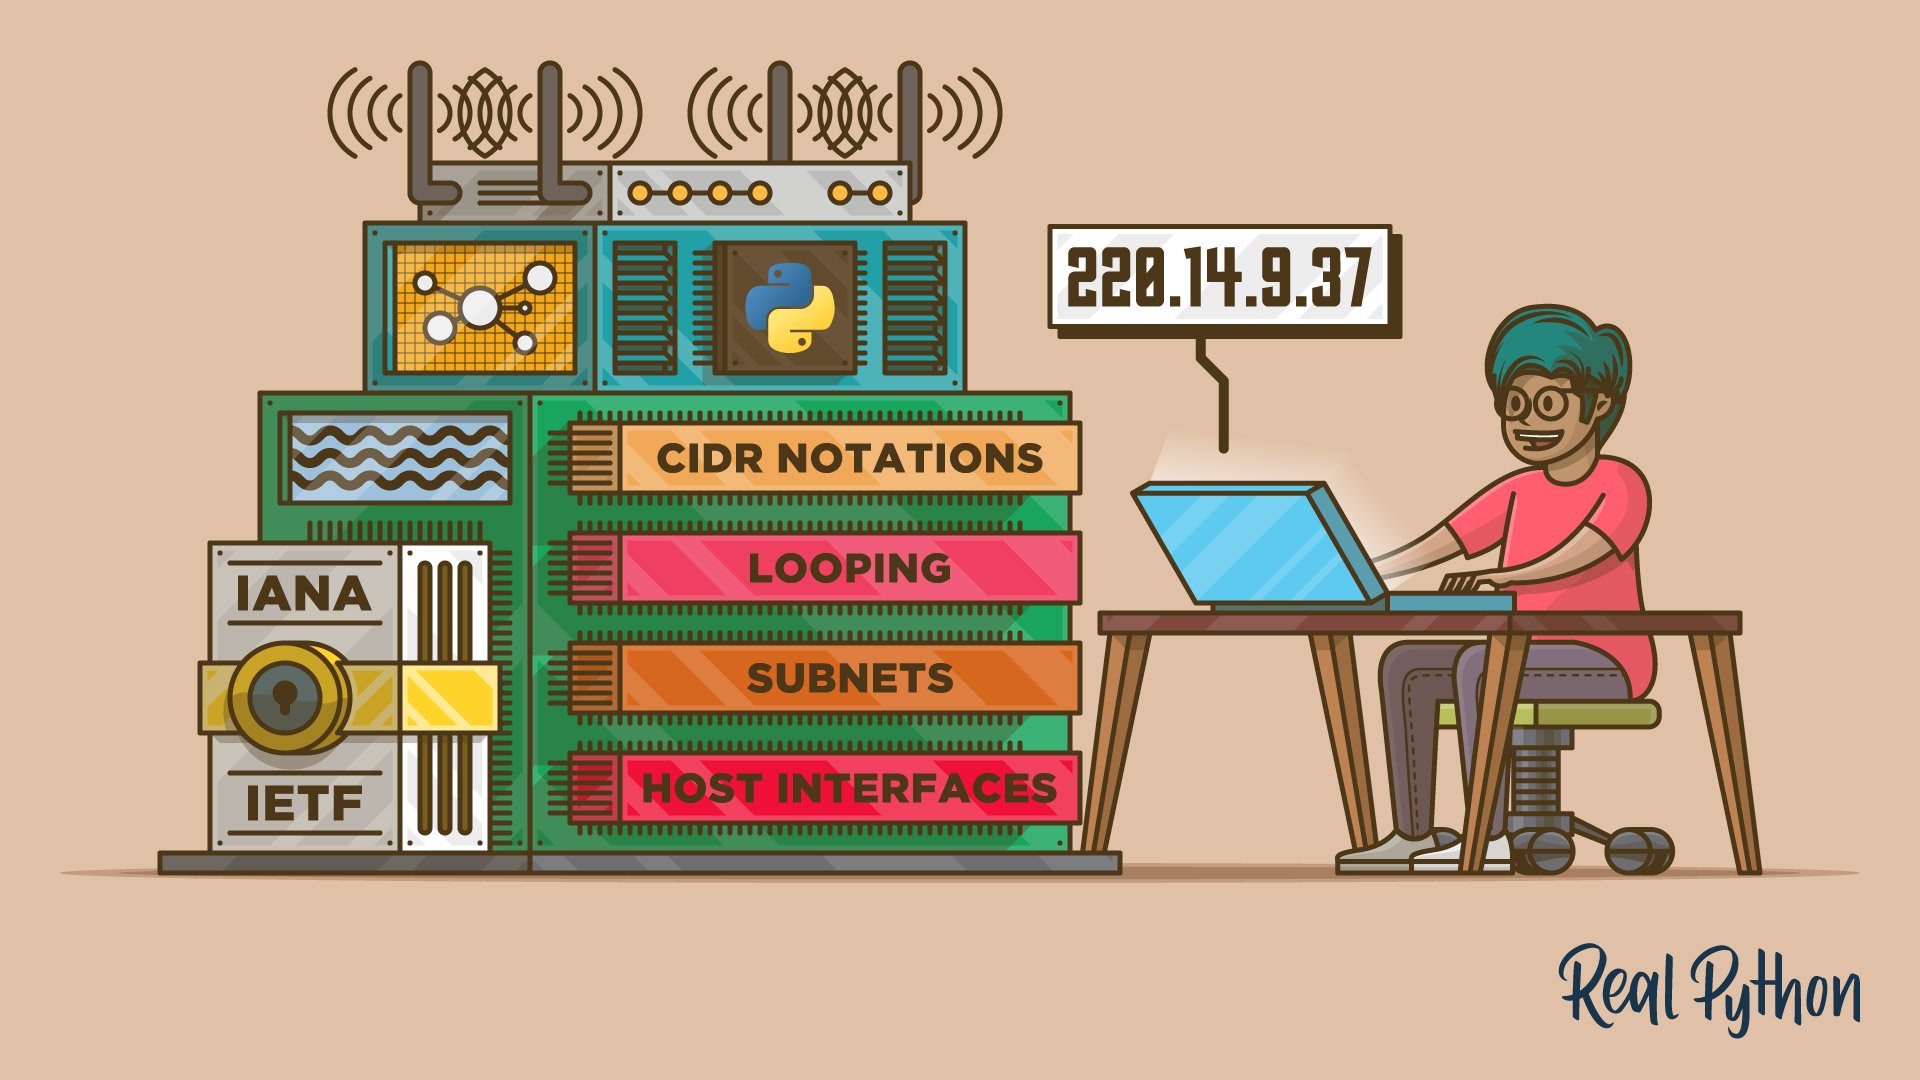 220.14.9.37
CIDR NOTATIONS
LOOPING
SUBNETS
HOST INTERFACES
IANA
IETF
Real Python